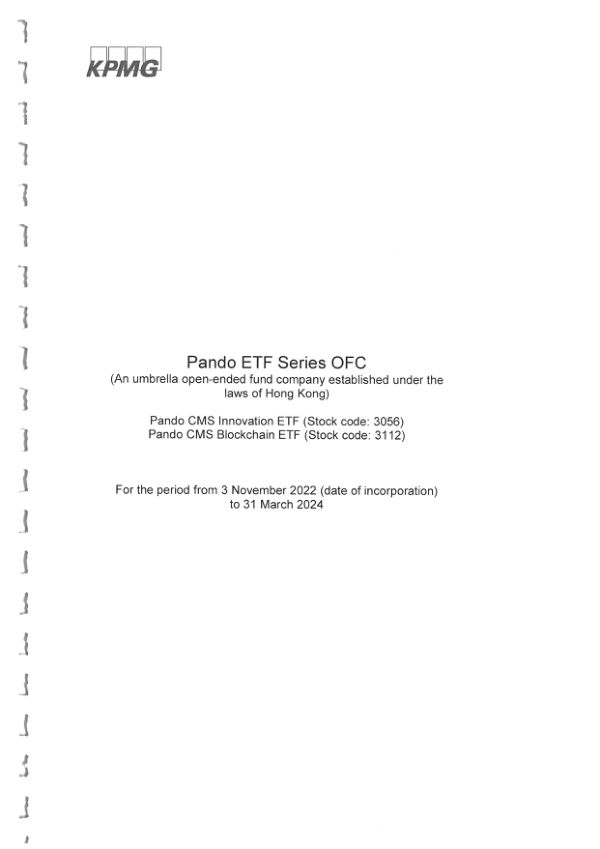 KPMG
Pando ETF Series OFC
(An umbrella open-ended fund company established under the
laws of Hong Kong)
Pando CMS Innovation ETF (Stock code: 3056)
Pando CMS Blockchain ETF (Stock code: 3112)
For the period from 3 November 2022 (date of incorporation)
to 31 March 2024